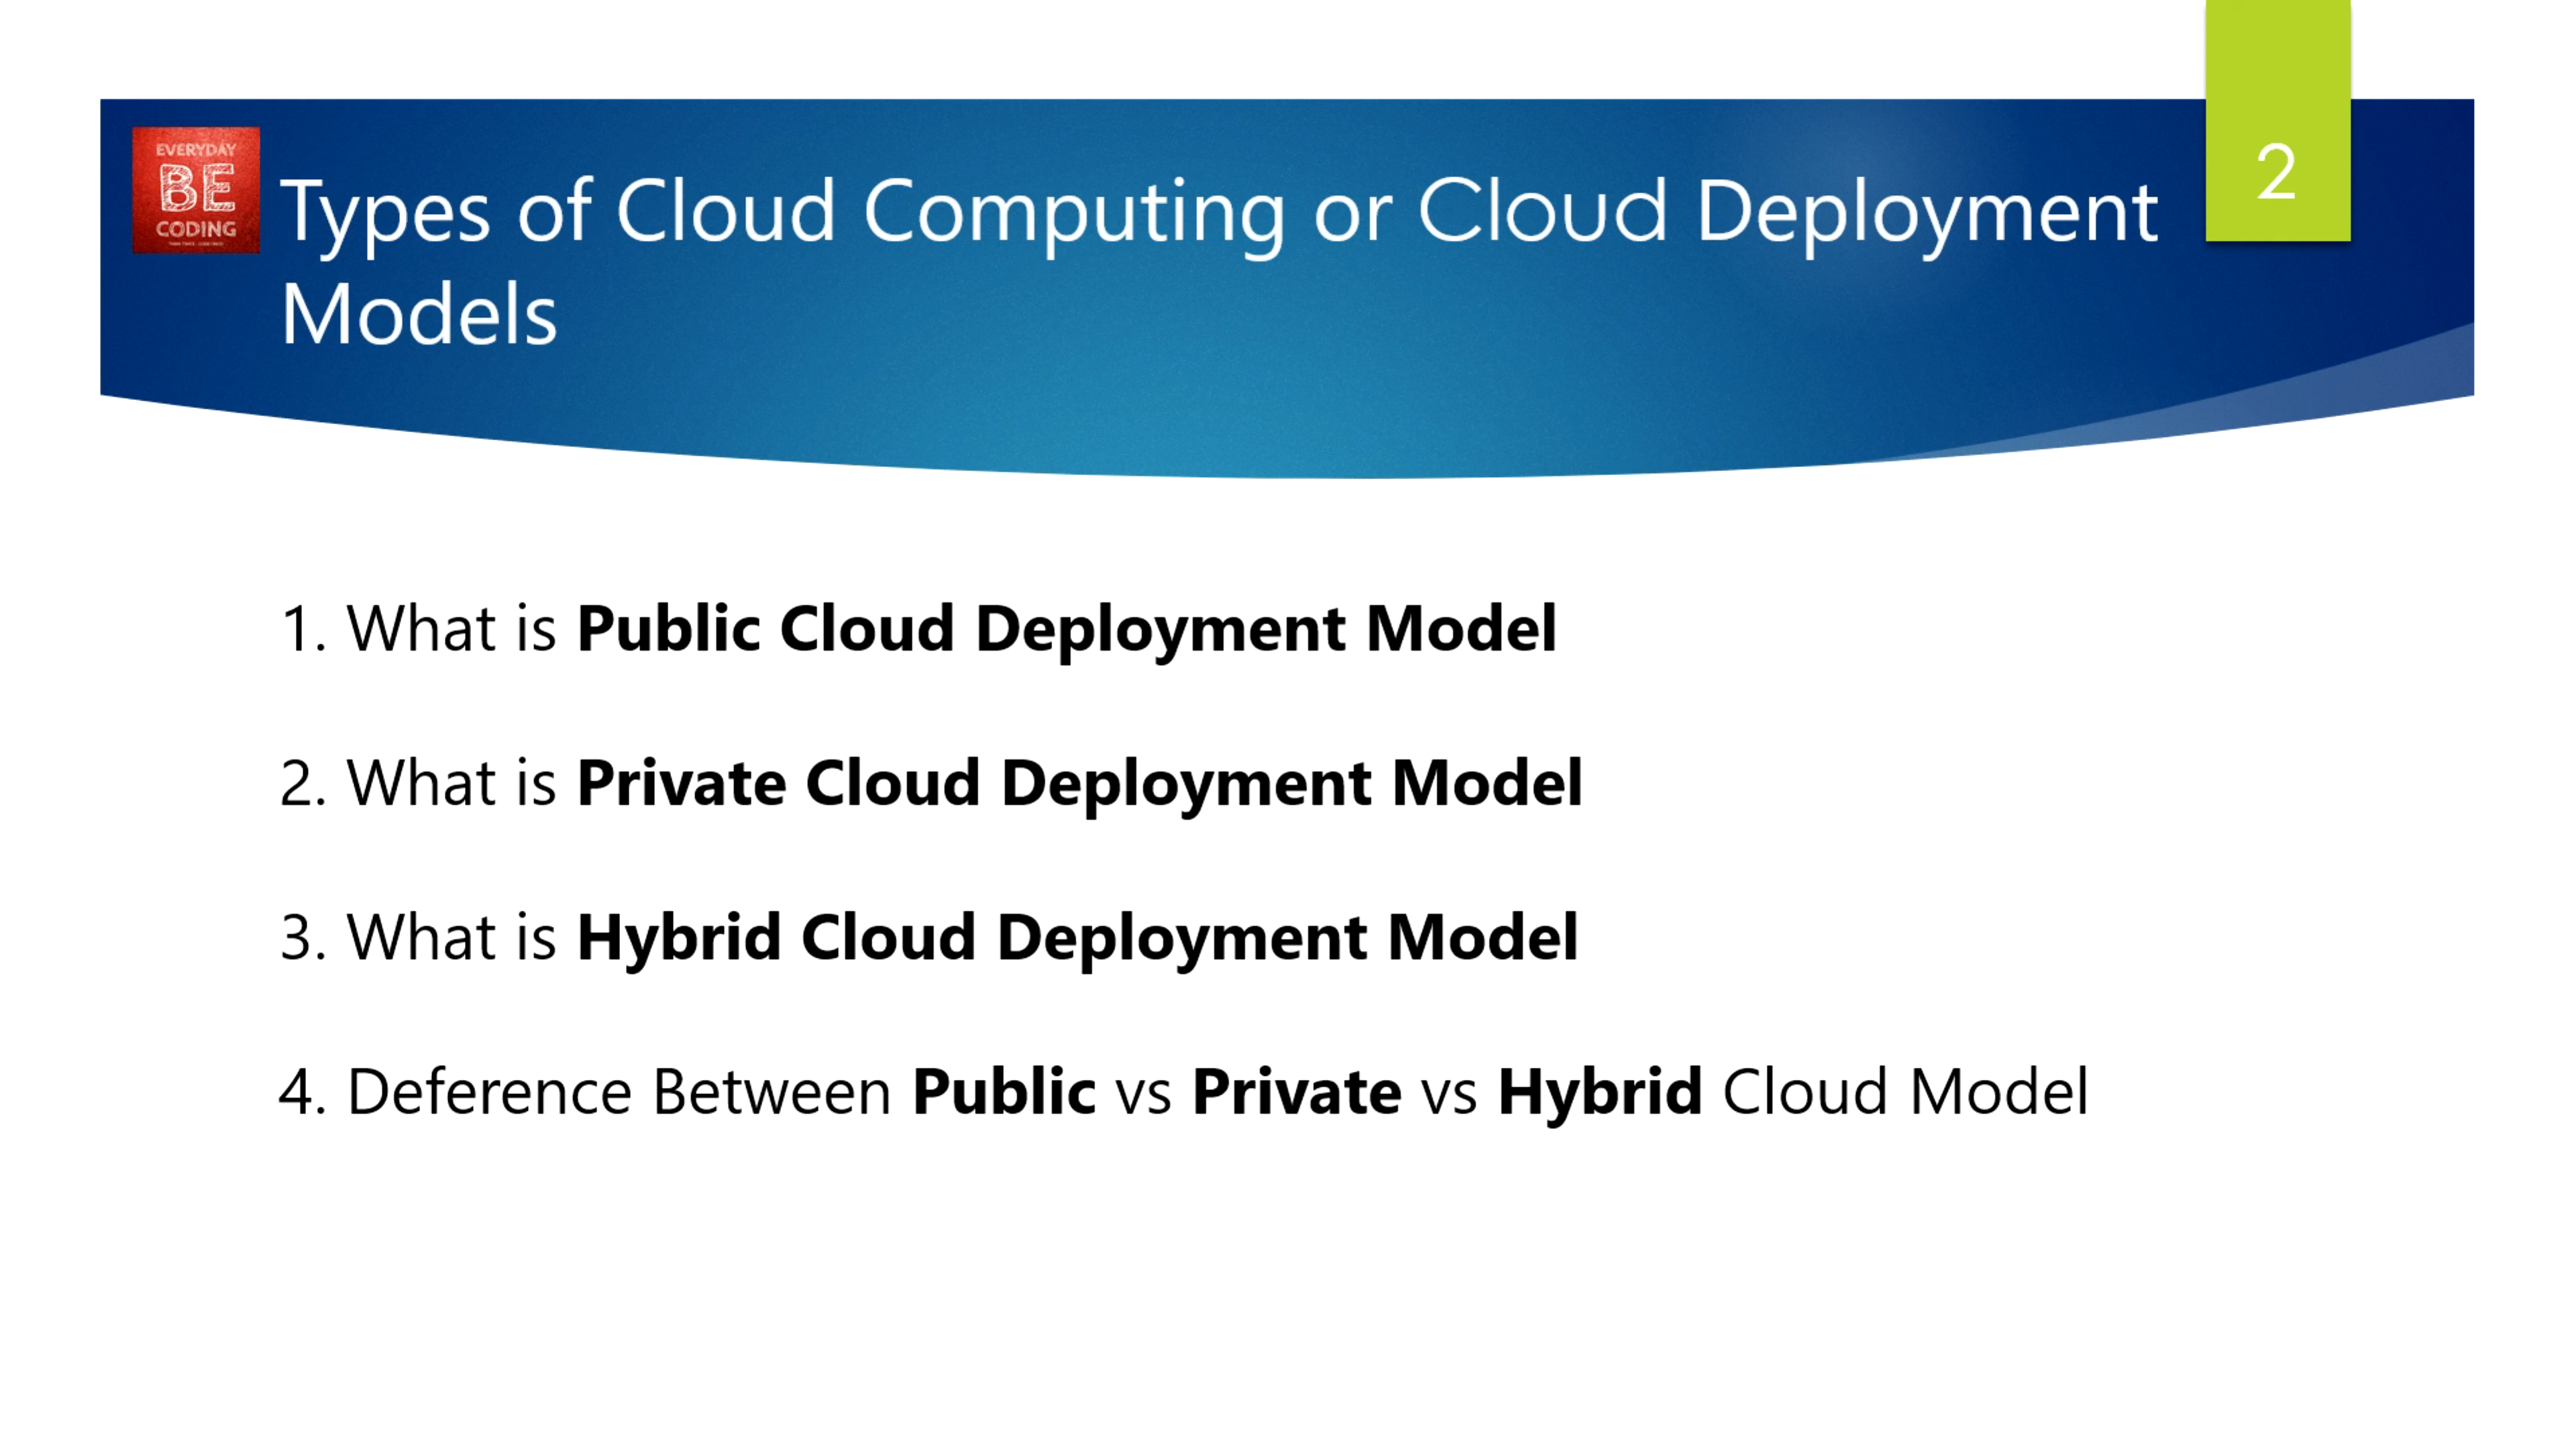 EVERYDAY
BE
CODING
Types of Cloud Computing or Cloud Deployment
Models
2
1. What is Public Cloud Deployment Model
2. What is Private Cloud Deployment Model
3. What is Hybrid Cloud Deployment Model
4. Deference Between Public vs Private vs Hybrid Cloud Model